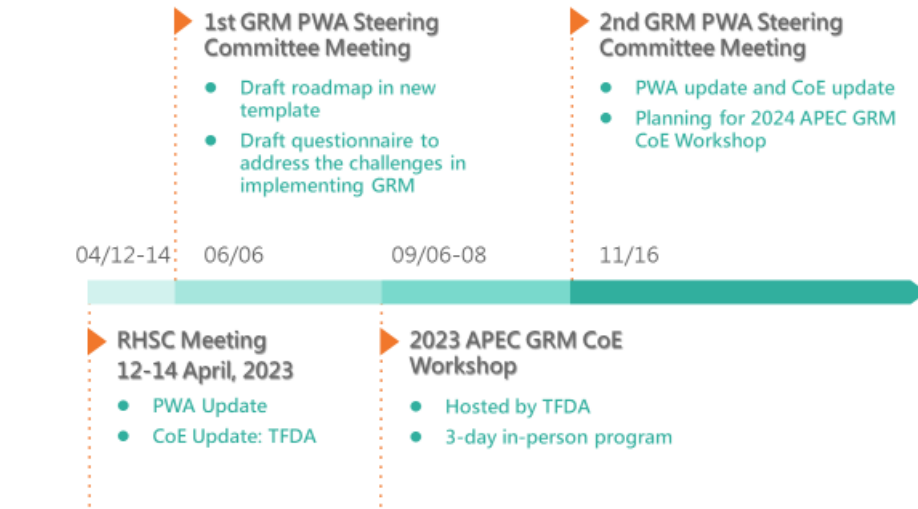 1st GRM PWA Steering
Committee Meeting
● Draft roadmap in new
template
● Draft questionnaire to
address the challenges in
implementing GRM
2nd GRM PWA Steering
Committee Meeting
● PWA update and CoE update
● Planning for 2024 APEC GRM
CoE Workshop
04/12-14
06/06
09/06-08
11/16
RHSC Meeting
12-14 April, 2023
● PWA Update
● CoE Update: TFDA
2023 APEC GRM CoE
Workshop
● Hosted by TFDA
● 3-day in-person program